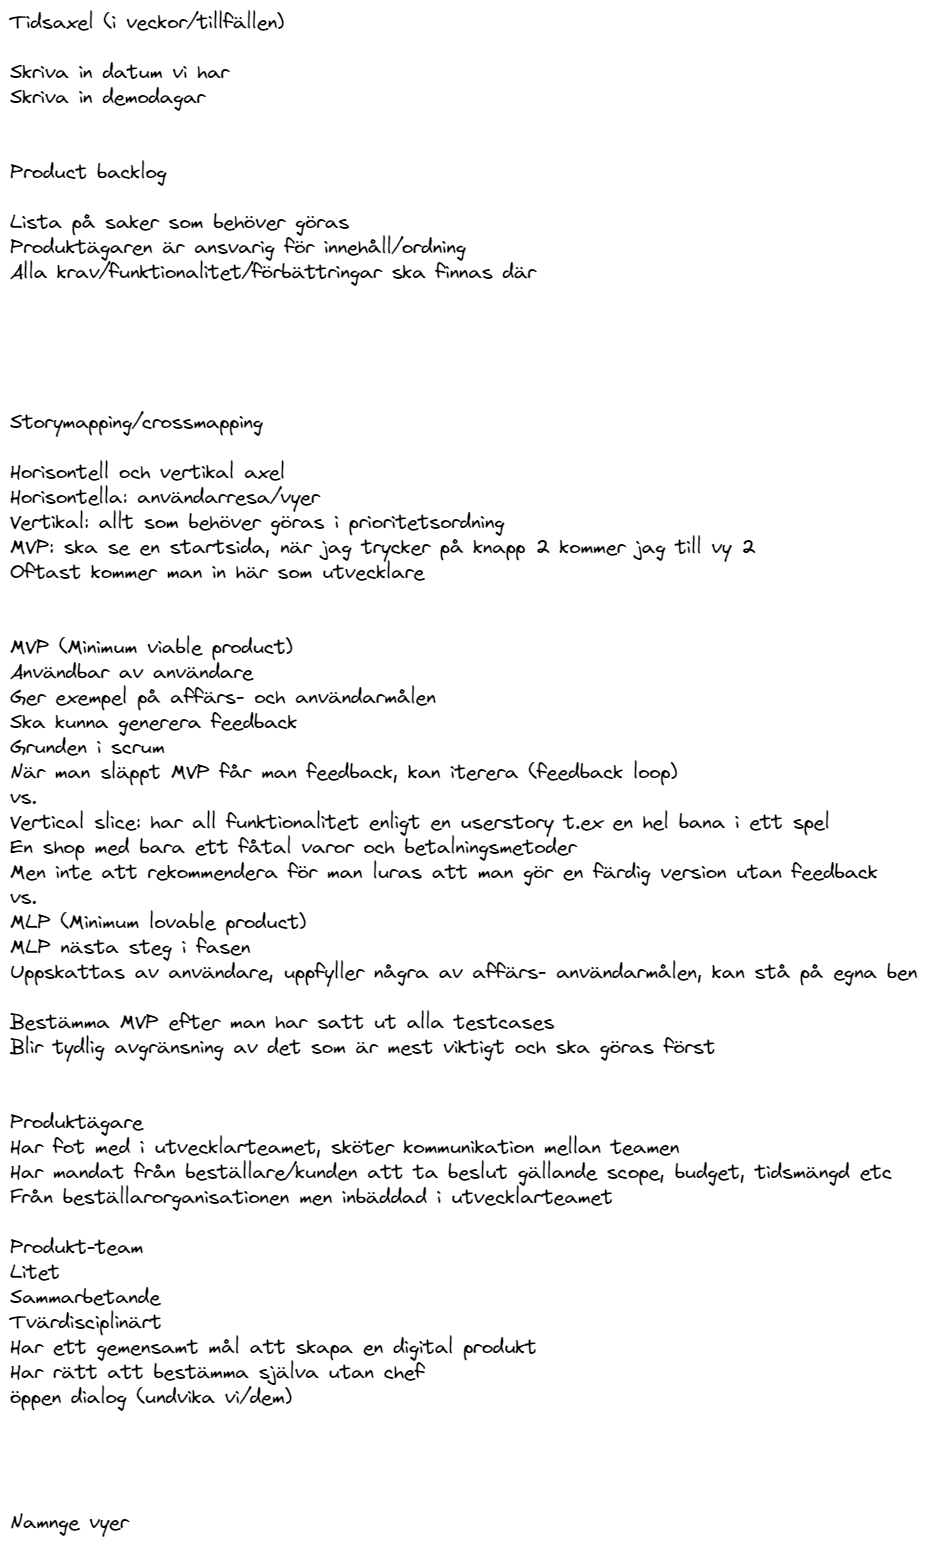 Tidsaxel (i veckor/tillfällen)
Skriva in datum vi har
Skriva in demodagar
Product backlog
Lista på saker som behöver göras
Produktägaren är ansvarig för innehåll/ordning
Alla krav/funktionalitet/förbättringar ska finnas där
Storymapping/crossmapping
Horisontell och vertikal axel
Horisontella: användarresa/vyer
Vertikal: allt som behöver göras i prioritetsordning
MVP: ska se en startsida, när jag trycker på knapp 2 kommer jag till vy 2
Oftast kommer man in här som utvecklare
MVP (Minimum viable product)
Användbar av användare
Ger exempel på affärs- och användarmålen
Ska kunna generera feedback
Grunden i scrum
När man släppt MVP får man feedback, kan iterera (feedback loop)
vs.
Vertical slice: har all funktionalitet enligt en userstory t.ex en hel bana i ett spel
En shop med bara ett fåtal varor och betalningsmetoder
Men inte att rekommendera för man luras att man gör en färdig version utan feedback
vs.
MLP (Minimum lovable product)
MLP nästa steg i fasen
Uppskattas av användare, uppfyller några av affärs- användarmålen, kan stå på egna ben
Bestämma MVP efter man har satt ut alla testcases
Blir tydlig avgränsning av det som är mest viktigt och ska göras först
Produktägare
Har fot med i utvecklarteamet, sköter kommunikation mellan teamen
Har mandat från beställare/kunden att ta beslut gällande scope, budget, tidsmängd etc
Från beställarorganisationen men inbäddad i utvecklarteamet
Produkt-team
Litet
Sammarbetande
Tvärdisciplinärt
Har ett gemensamt mål att skapa en digital produkt
Har rätt att bestämma själva utan chef
öppen dialog (undvika vi/dem)
Namnge vyer